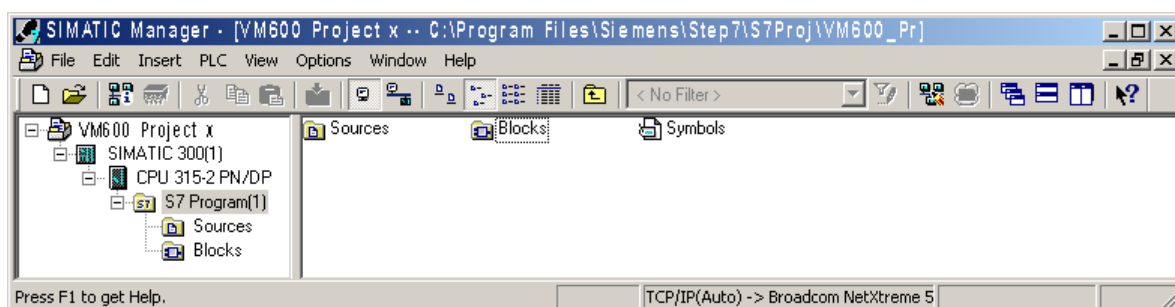 SIMATIC Manager - [VM600 Project x -- C:\Program Files\Siemens\Step7\S7Proj\VM600_Pr]
File Edit Insert PLC View Options Window Help
< No Filter >
VM600 Project x
SIMATIC 300(1)
CPU 315-2 PN/DP
S7 Program(1)
Sources
Blocks
Sources Blocks Symbols
Press F1 to get Help. TCP/IP(Auto) -> Broadcom NetXtreme 5